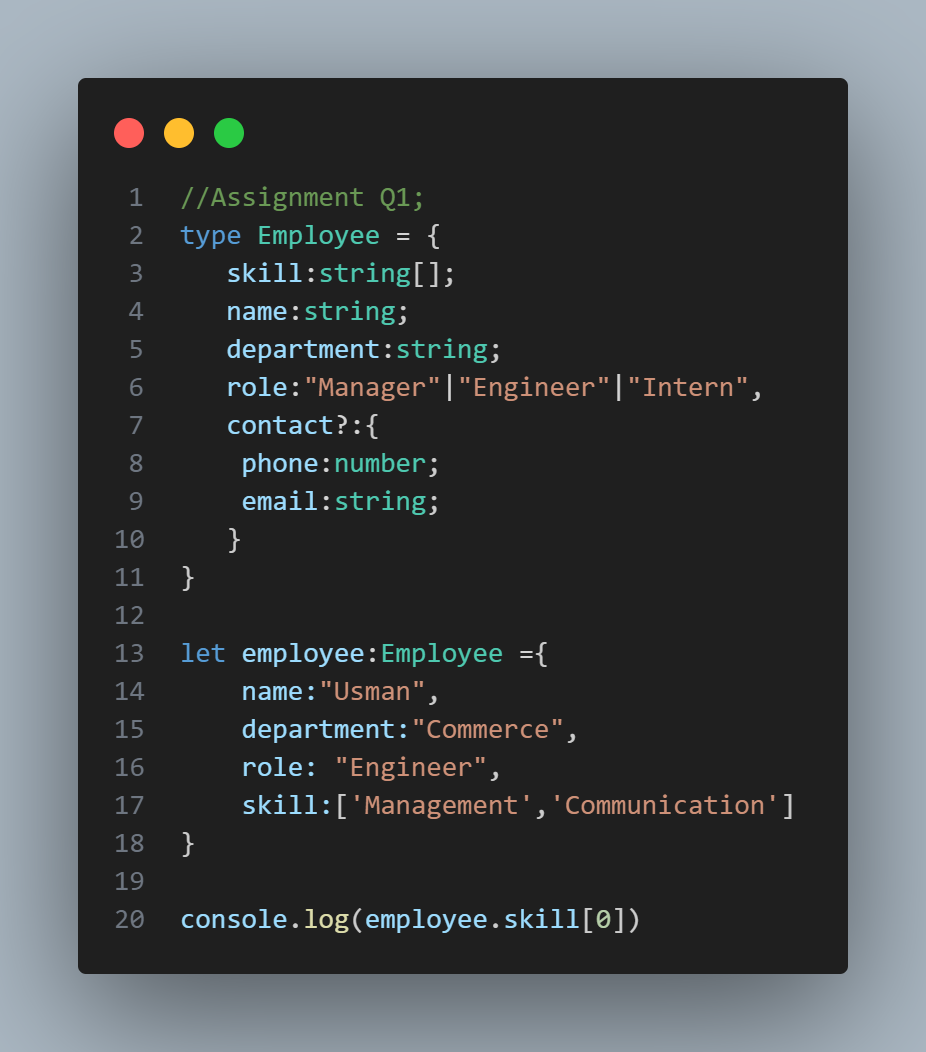 1 //Assignment Q1;
2 type Employee = {
3    skill:string[];
4    name:string;
5    department:string;
6    role:"Manager"|"Engineer"|"Intern",
7    contact?:{
8     phone:number;
9     email:string;
10    }
11 }
12
13 let employee:Employee ={
14     name:"Usman",
15     department:"Commerce",
16     role: "Engineer",
17     skill:['Management','Communication']
18 }
19
20 console.log(employee.skill[0])